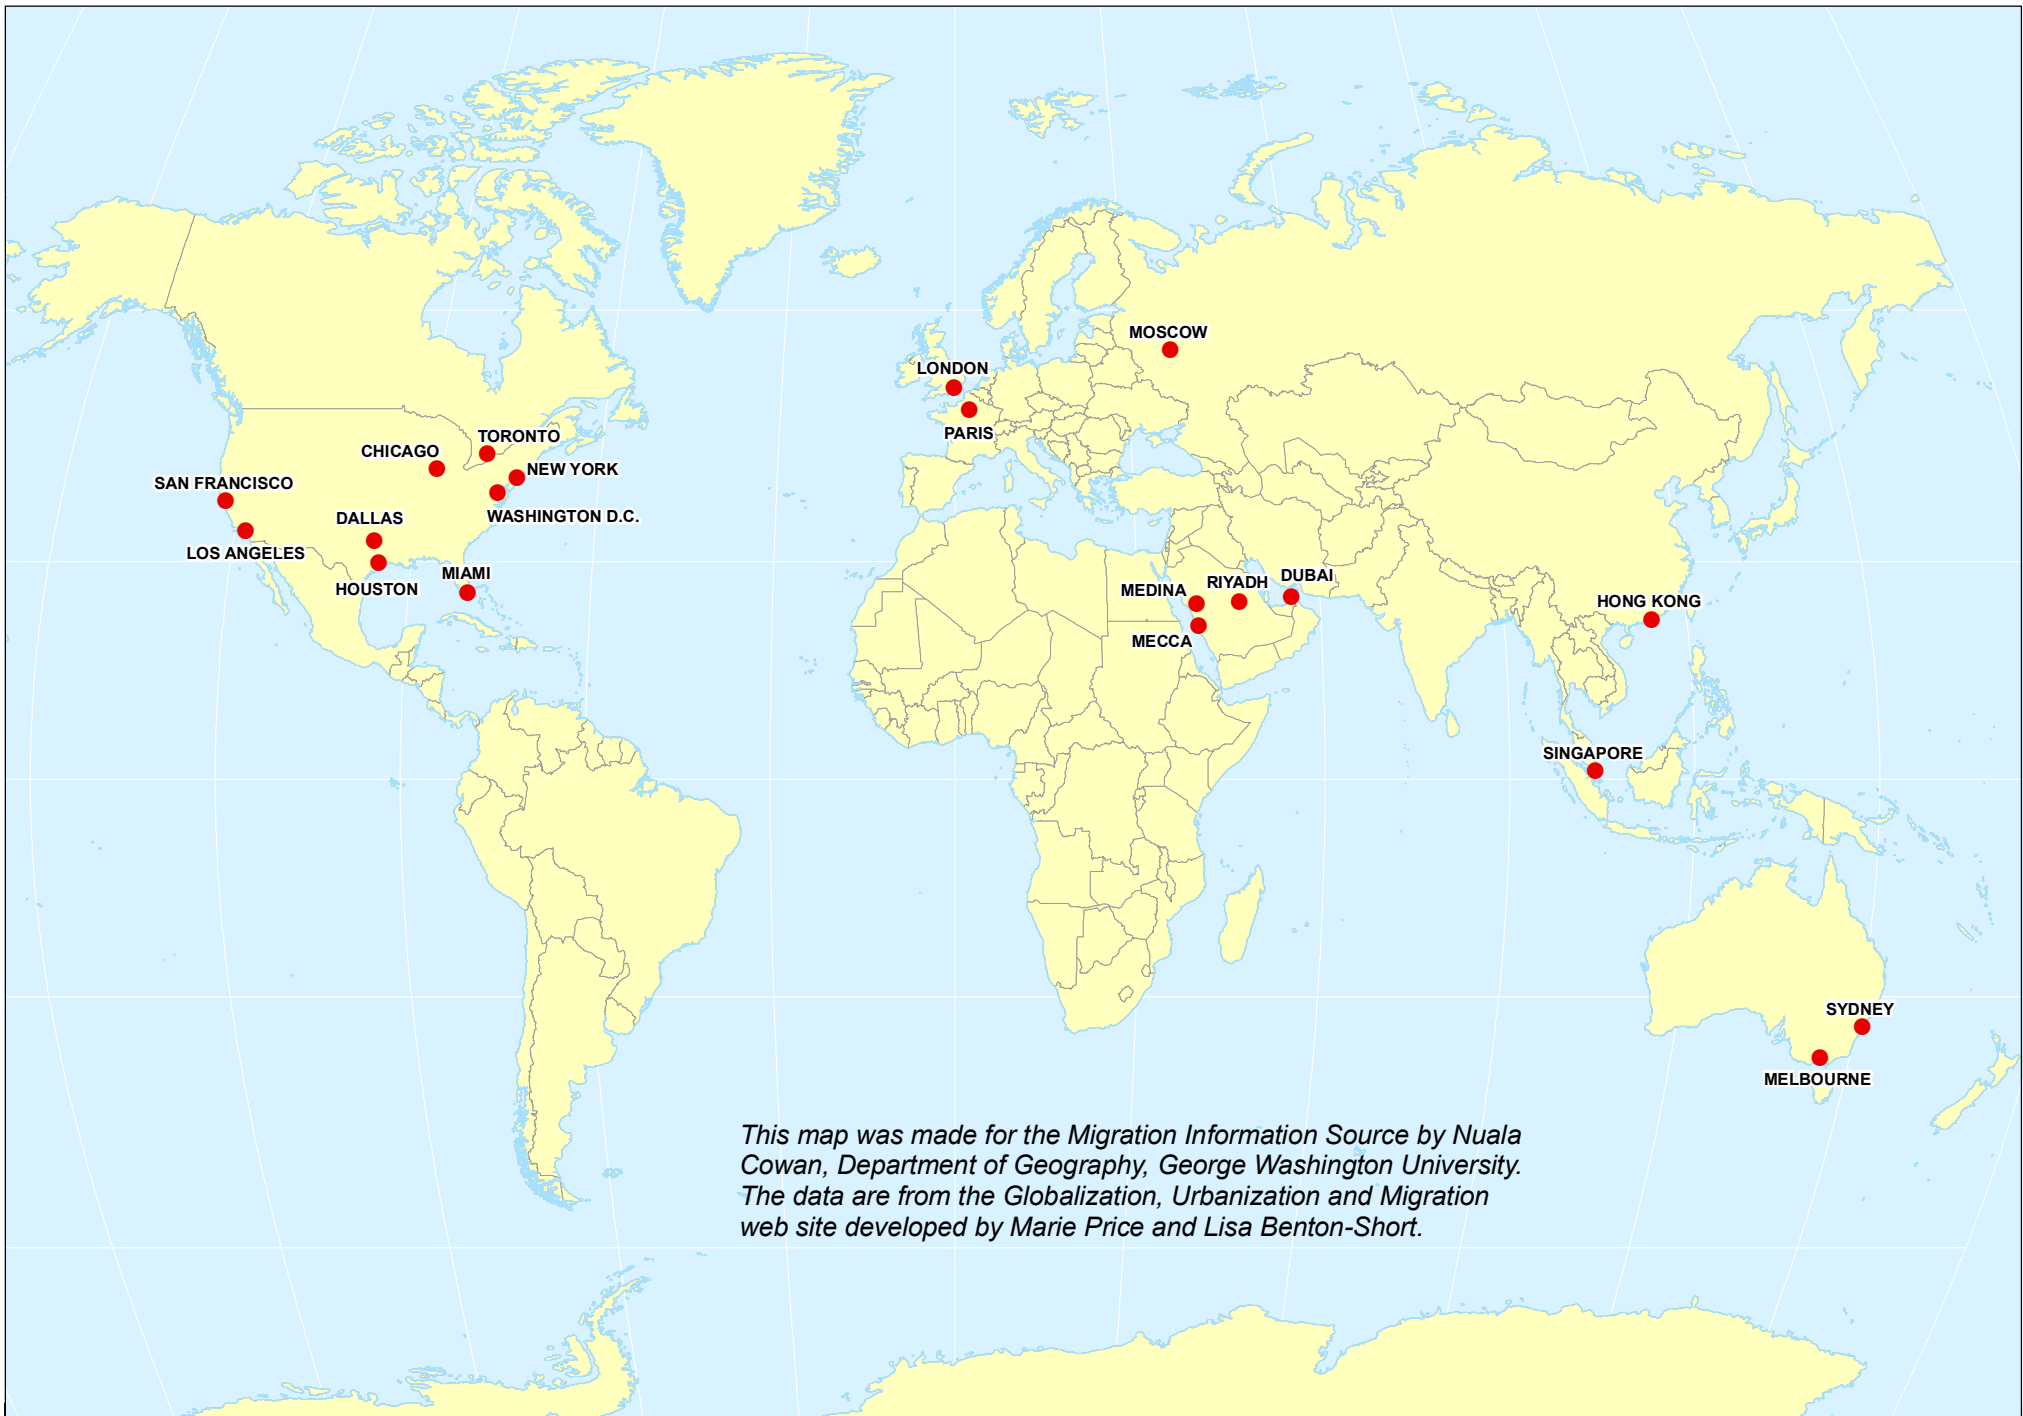 MOSCOW
LONDON
PARIS
TORONTO
CHICAGO
NEW YORK
SAN FRANCISCO
WASHINGTON D.C.
DALLAS
LOS ANGELES
HOUSTON
MIAMI
MEDINA
RIYADH
DUBAI
MECCA
HONG KONG
SINGAPORE
SYDNEY
MELBOURNE
This map was made for the Migration Information Source by Nuala
Cowan, Department of Geography, George Washington University.
The data are from the Globalization, Urbanization and Migration
web site developed by Marie Price and Lisa Benton-Short.